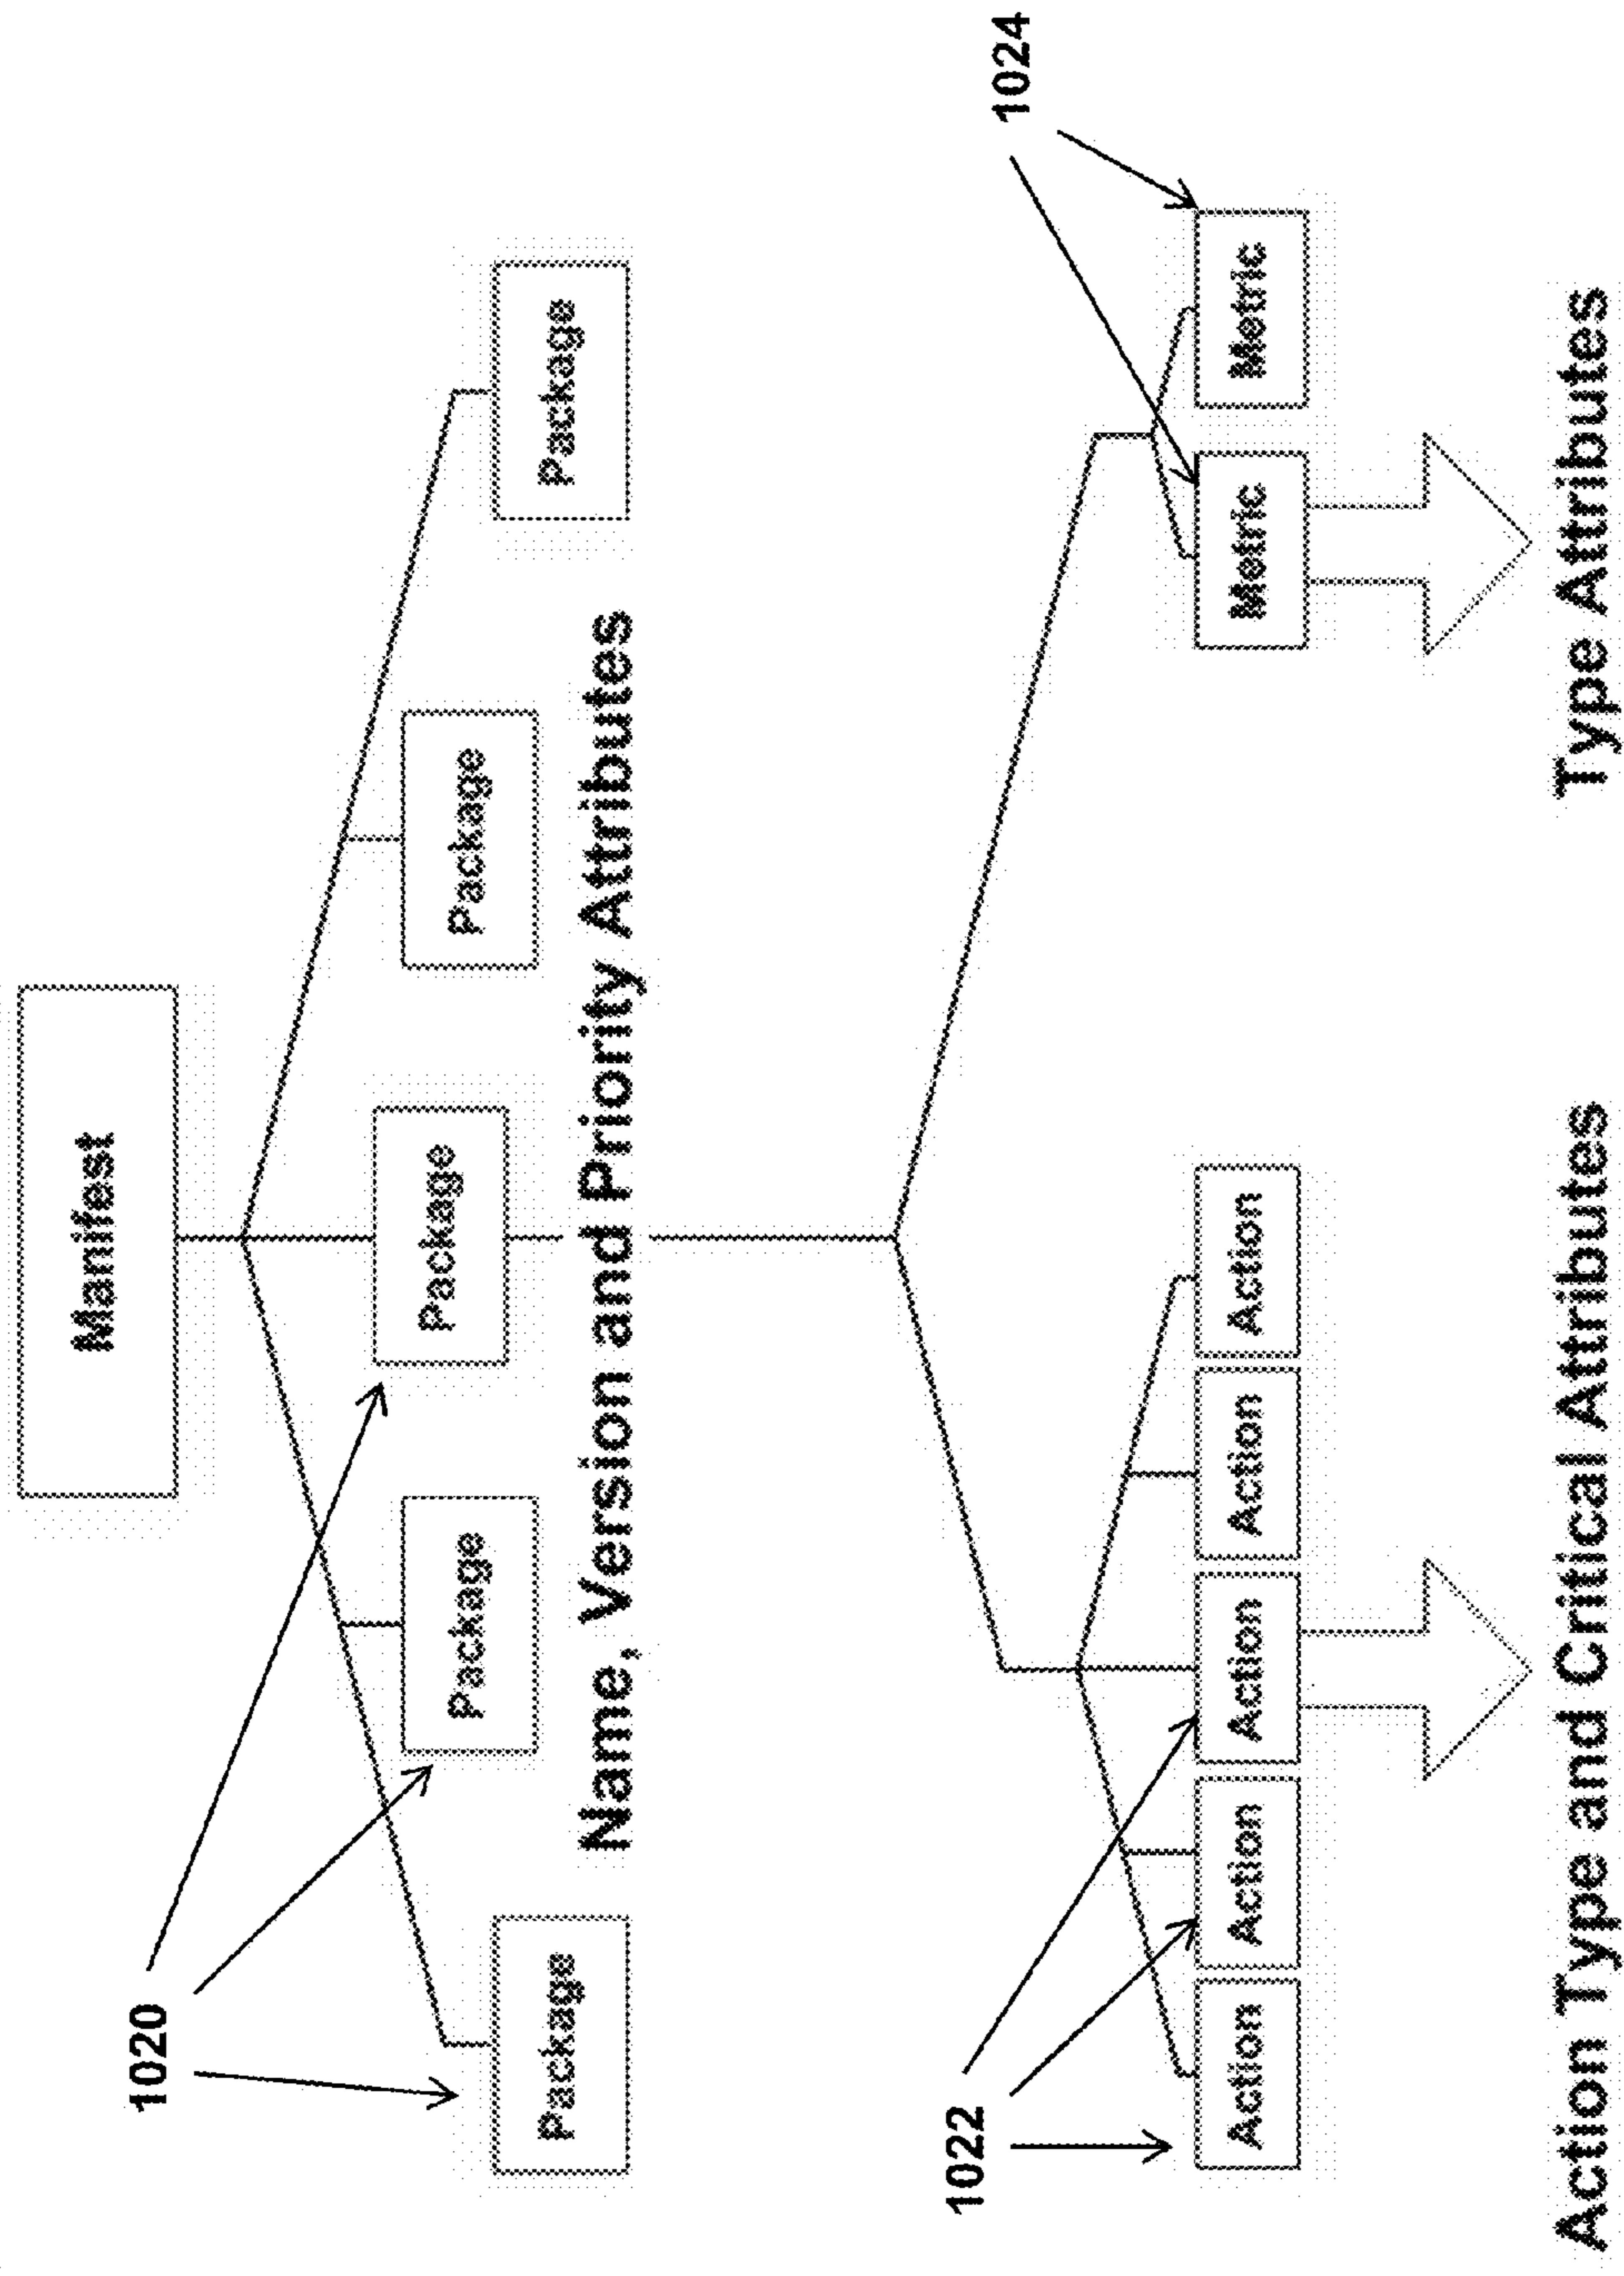 Manifest
1020
Package
Package
Package
Package
Package
Name, Version and Priority Attributes
1022
1024
Action
Action
Action
Action
Action
Metric
Metric
Action Type and Critical Attributes
Type Attributes